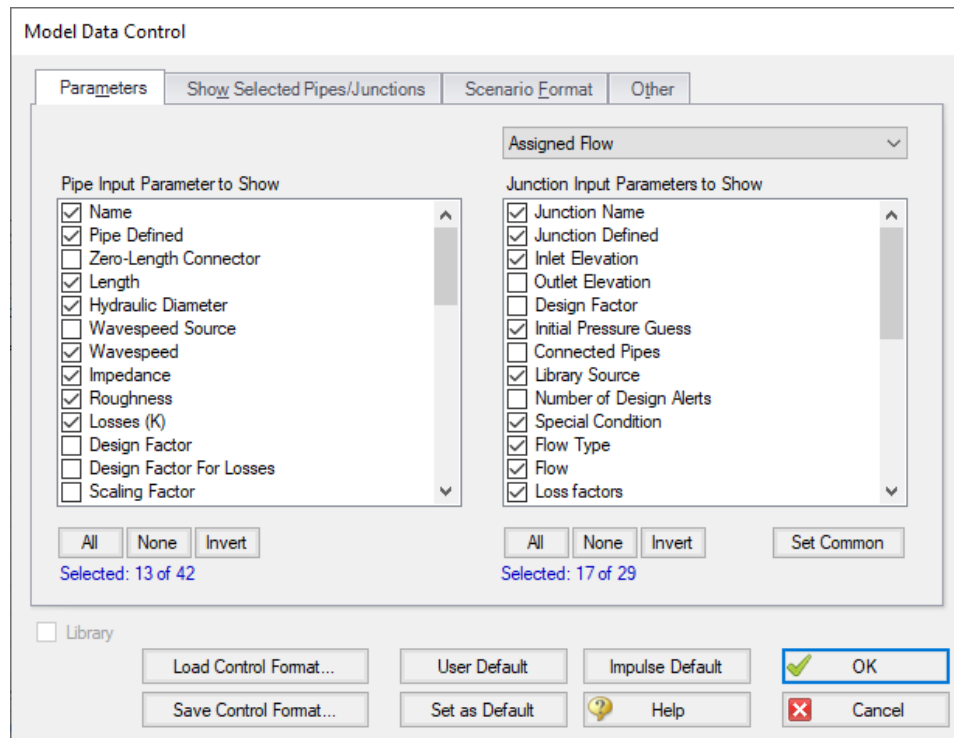 Model Data Control
Parameters
Show Selected Pipes/Junctions
Scenario Format
Other
Assigned Flow
Pipe Input Parameter to Show
Name
Pipe Defined
Zero-Length Connector
Length
Hydraulic Diameter
Wavespeed Source
Wavespeed
Impedance
Roughness
Losses (K)
Design Factor
Design Factor For Losses
Scaling Factor
All
None
Invert
Selected: 13 of 42
Junction Input Parameters to Show
Junction Name
Junction Defined
Inlet Elevation
Outlet Elevation
Design Factor
Initial Pressure Guess
Connected Pipes
Library Source
Number of Design Alerts
Special Condition
Flow Type
Flow
Loss factors
All
None
Invert
Set Common
Selected: 17 of 29
Library
Load Control Format...
User Default
Impulse Default
OK
Save Control Format...
Set as Default
Help
Cancel